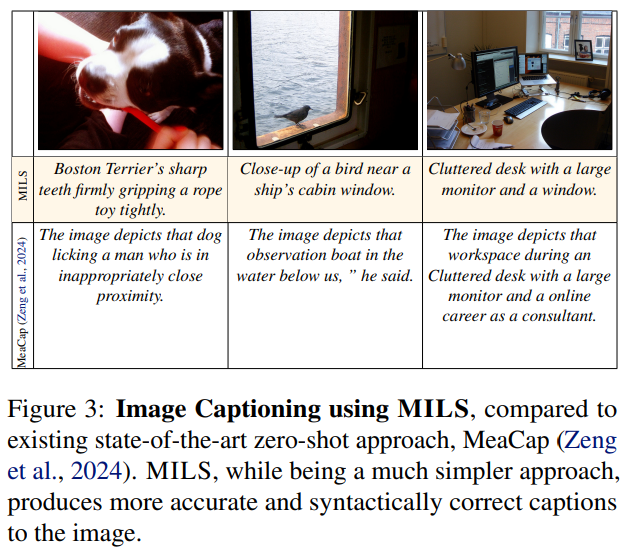 MILS
Boston Terrier's sharp
teeth firmly gripping a rope
toy tightly.
Close-up of a bird near a
ship's cabin window.
Cluttered desk with a large
monitor and a window.
MeaCap (Zeng et al., 2024)
The image depicts that dog
licking a man who is in
inappropriately close
proximity.
The image depicts that
observation boat in the
water below us, ” he said.
The image depicts that
workspace during an
Cluttered desk with a large
monitor and a online
career as a consultant.
Figure 3: Image Captioning using MILS, compared to
existing state-of-the-art zero-shot approach, MeaCap (Zeng
et al., 2024). MILS, while being a much simpler approach,
produces more accurate and syntactically correct captions
to the image.